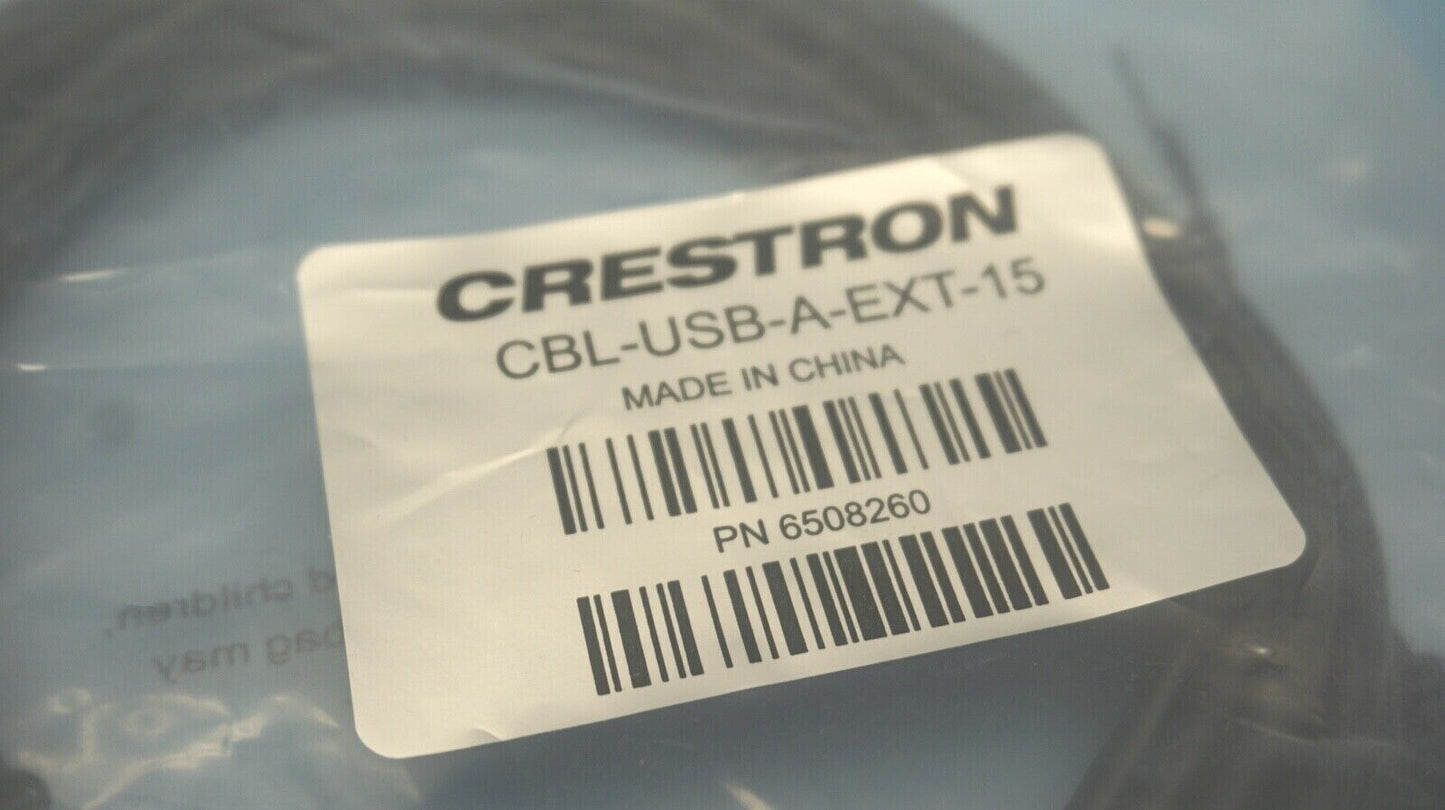 CRESTRON
CBL-USB-A-EXT-15
MADE IN CHINA
PN 6508260
children,
bag may